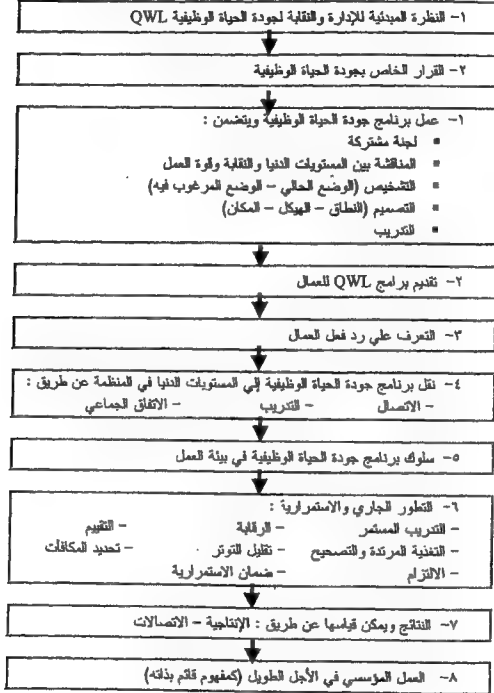 ١- النظرة المبدئية للإدارة والنقابة لجودة الحياة الوظيفية QWL
٢- القرار الخاص بجودة الحياة الوظيفية
١- عمل برنامج جودة الحياة الوظيفية ويتضمن :
▪ لجنة مشتركة
▪ المناقشة بين المستويات الدنيا والنقابة وقوة العمل
▪ التشخيص (الوضع الحالي – الوضع المرغوب فيه)
▪ التصميم (النطاق – الهيكل – المكان)
▪ التدريب
٢- تقديم برامج QWL للعمال
٣- التعرف علي رد فعل العمال
٤- نقل برنامج جودة الحياة الوظيفية إلي المستويات الدنيا في المنظمة عن طريق :
– الاتصال – التدريب – الاتفاق الجماعي
٥- سلوك برنامج جودة الحياة الوظيفية في بيئة العمل
٦- التطور الجاري والاستمرارية :
– التدريب المستمر – الرقابة – التقييم
– التغذية المرتدة والتصحيح – تقليل التوتر – تحديد المكافآت
– الالتزام – ضمان الاستمرارية
٧- النتائج ويمكن قياسها عن طريق : الإنتاجية – الاتصالات
٨- العمل المؤسسي في الأجل الطويل (كمفهوم قائم بذاته)